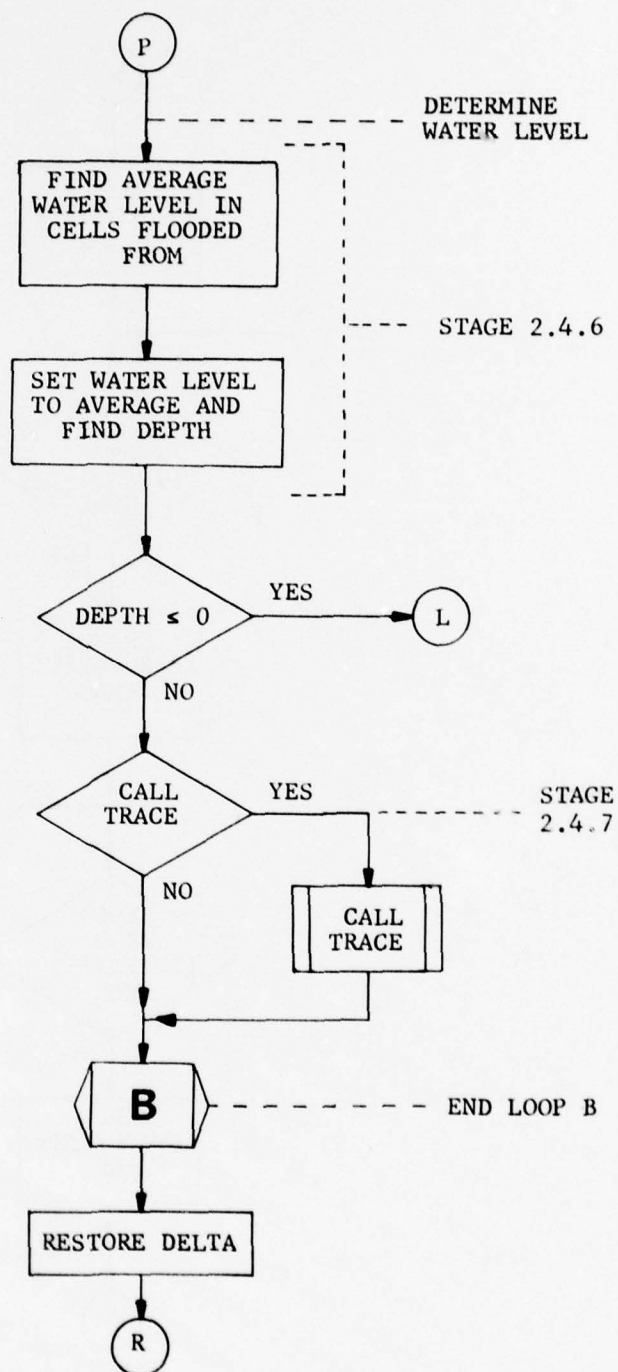 P
DETERMINE
WATER LEVEL
FIND AVERAGE
WATER LEVEL IN
CELLS FLOODED
FROM
STAGE 2.4.6
SET WATER LEVEL
TO AVERAGE AND
FIND DEPTH
DEPTH ≤ 0
YES
L
NO
CALL
TRACE
YES
STAGE
2.4.7
NO
CALL
TRACE
B
END LOOP B
RESTORE DELTA
R